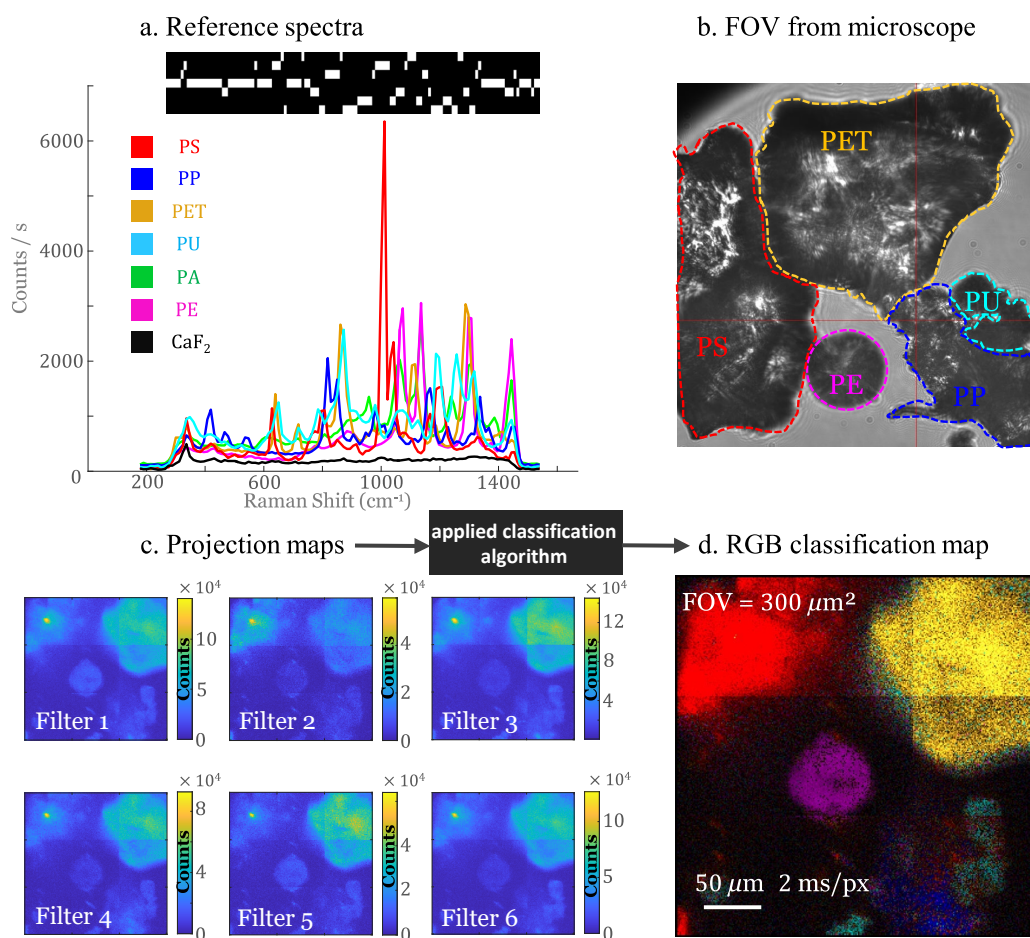 a. Reference spectra
b. FOV from microscope
6000
4000
2000
0
Counts / s
PS
PP
PET
PU
PA
PE
CaF₂
200
600
1000
1400
Raman Shift (cm⁻¹)
PET
PU
PS
PE
PP
c. Projection maps
applied classification
algorithm
d. RGB classification map
× 10⁴
10
5
0
Counts
Filter 1
× 10⁴
4
2
0
Counts
Filter 2
× 10⁴
12
8
4
0
Counts
Filter 3
× 10⁴
8
4
0
Counts
Filter 4
× 10⁴
4
2
0
Counts
Filter 5
× 10⁴
10
5
0
Counts
Filter 6
FOV = 300 μm²
50 μm 2 ms/px